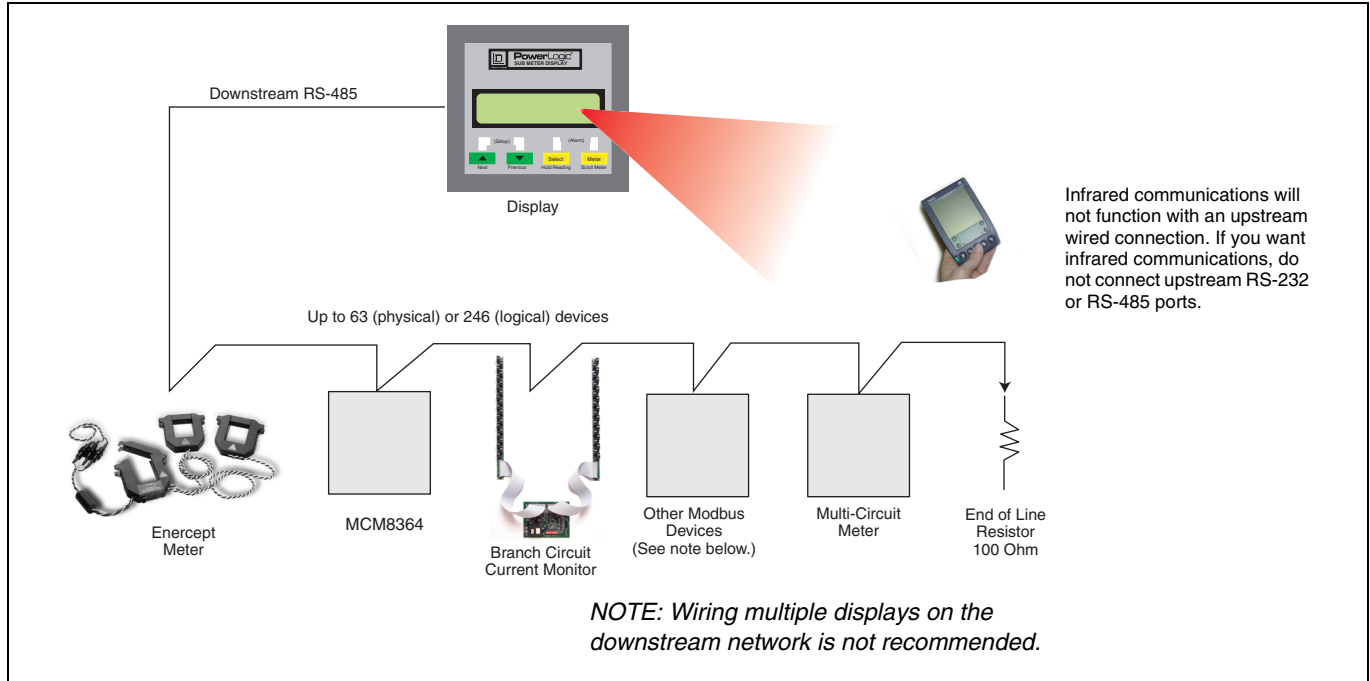 PowerLogic®
SUB METER DISPLAY
Downstream RS-485
(Setup)
(Alarm)
Select
Meter
Next
Previous
Hold Reading
Scroll Meter
Display
Infrared communications will
not function with an upstream
wired connection. If you want
infrared communications, do
not connect upstream RS-232
or RS-485 ports.
Up to 63 (physical) or 246 (logical) devices
Enercept
Meter
MCM8364
Branch Circuit
Current Monitor
Other Modbus
Devices
(See note below.)
Multi-Circuit
Meter
End of Line
Resistor
100 Ohm
NOTE: Wiring multiple displays on the
downstream network is not recommended.